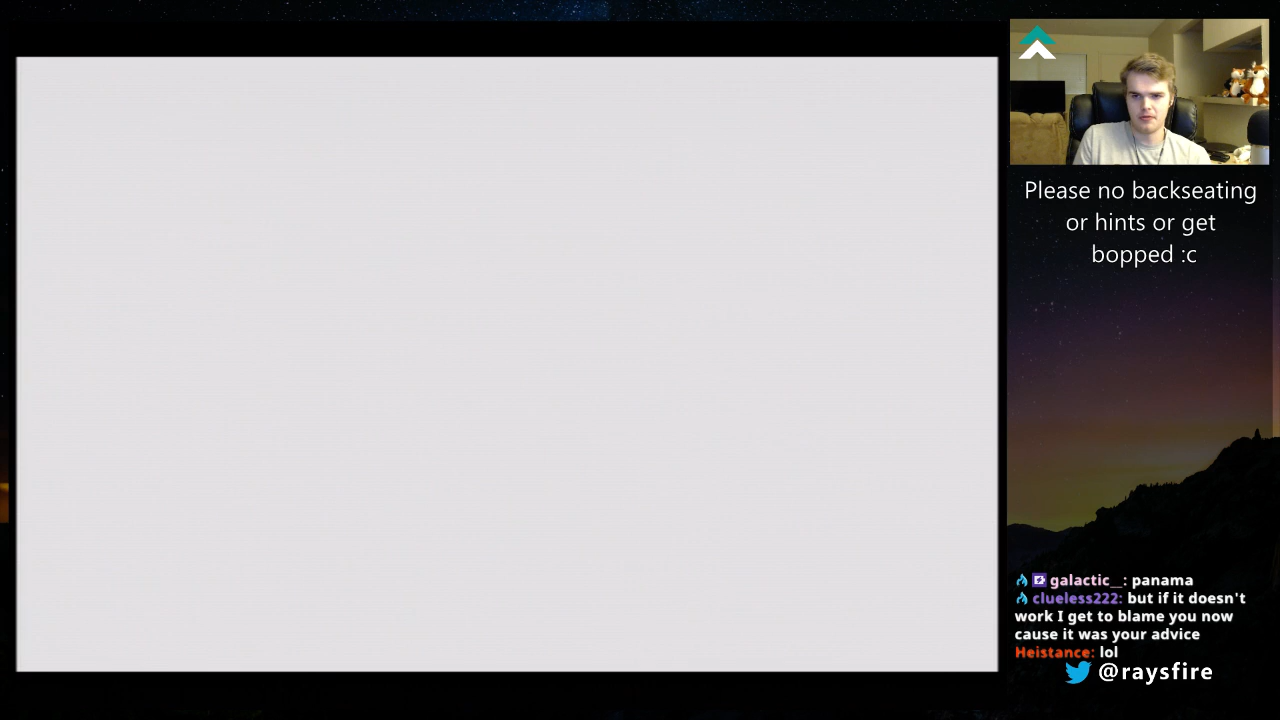 Please no backseating
or hints or get
bopped :c
galactic__: panama
clueless222: but if it doesn't
work I get to blame you now
cause it was your advice
Heistance: lol
@raysfire